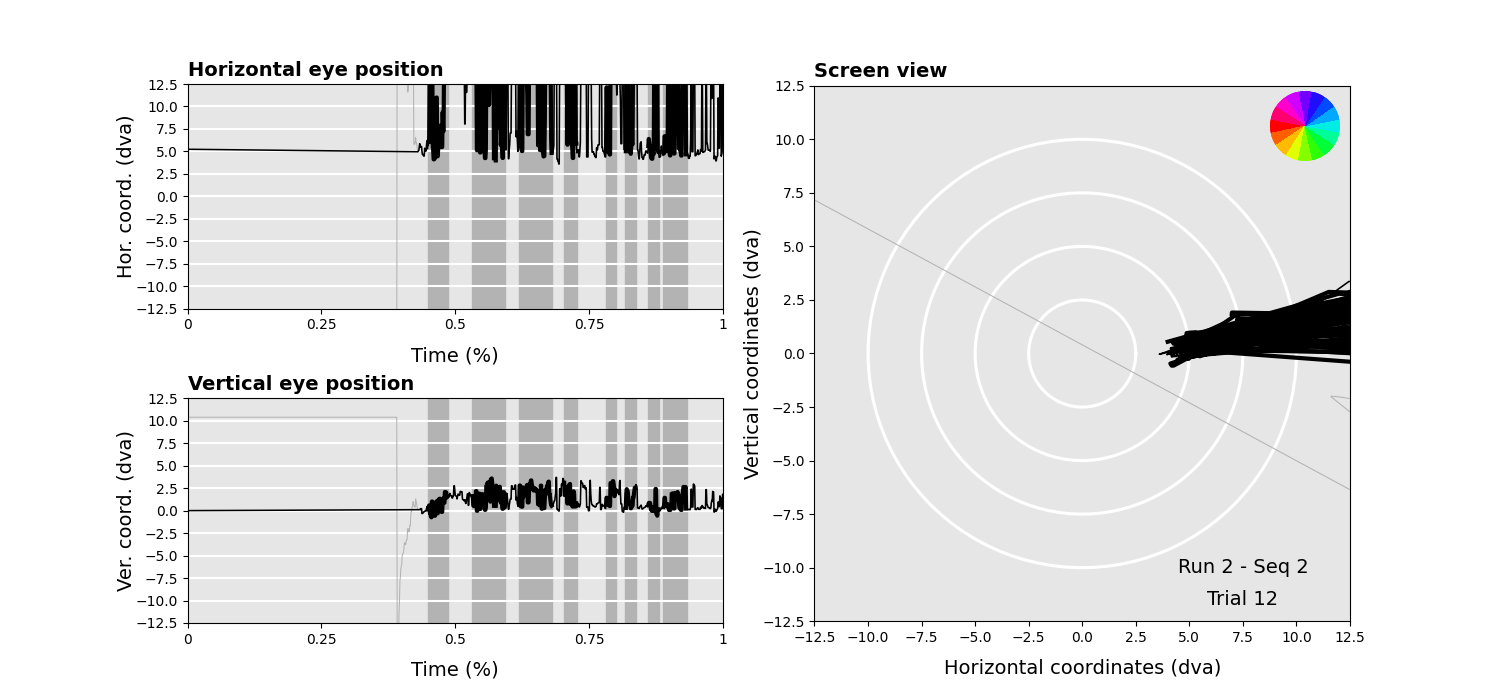 Horizontal eye position
12.5
10.0
7.5
5.0
2.5
0.0
−2.5
−5.0
−7.5
−10.0
−12.5
Hor. coord. (dva)
0 0.25 0.5 0.75 1
Time (%)
Vertical eye position
12.5
10.0
7.5
5.0
2.5
0.0
−2.5
−5.0
−7.5
−10.0
−12.5
Ver. coord. (dva)
0 0.25 0.5 0.75 1
Time (%)
Screen view
12.5
10.0
7.5
5.0
2.5
0.0
−2.5
−5.0
−7.5
−10.0
−12.5
Vertical coordinates (dva)
Run 2 - Seq 2
Trial 12
−12.5 −10.0 −7.5 −5.0 −2.5 0.0 2.5 5.0 7.5 10.0 12.5
Horizontal coordinates (dva)